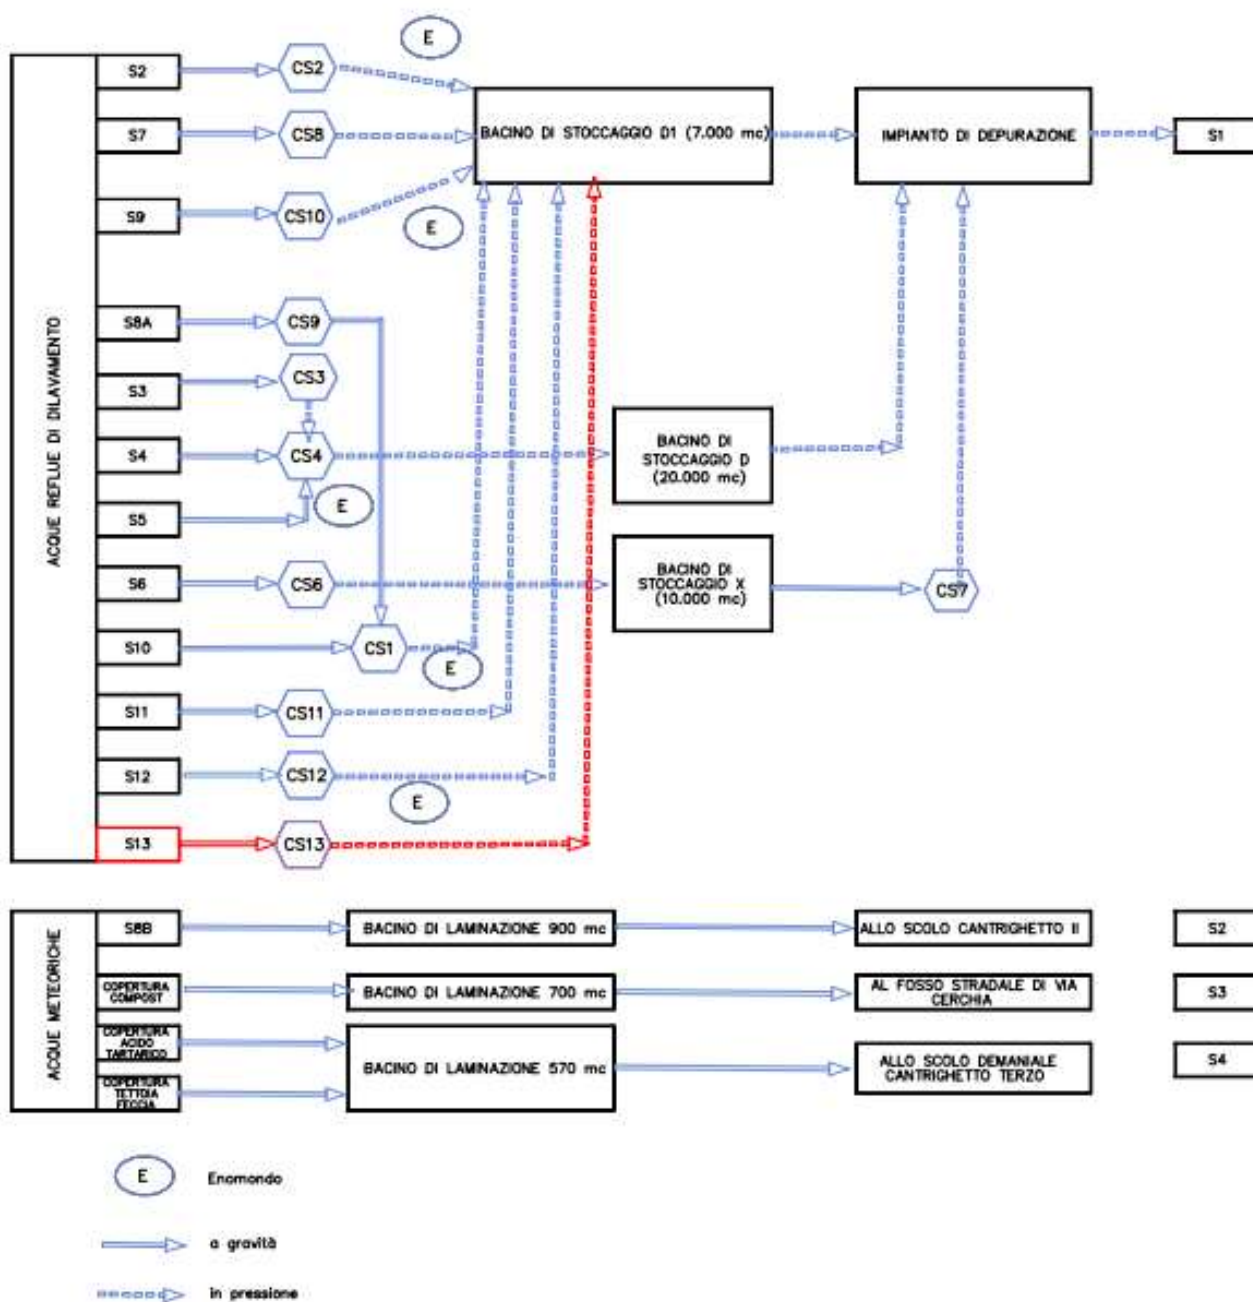 E
S2
CS2
S7
CS8
BACINO DI STOCCAGGIO D1 (7.000 mc)
IMPIANTO DI DEPURAZIONE
S1
S9
CS10
E
S8A
CS9
S3
CS3
S4
CS4
BACINO DI
STOCCAGGIO D
(20.000 mc)
S5
E
S6
CS6
BACINO DI
STOCCAGGIO X
(10.000 mc)
CS7
S10
CS1
E
S11
CS11
S12
CS12
E
S13
CS13
ACQUE REFLUE DI DILAVAMENTO
ACQUE METEORICHE
S8B
BACINO DI LAMINAZIONE 900 mc
ALLO SCOLO CANTRIGHETTO II
S2
COPERTURA
COMPOST
BACINO DI LAMINAZIONE 700 mc
AL FOSSO STRADALE DI VIA
CERCHIA
S3
COPERTURA
ACIDO
TARTARICO
BACINO DI LAMINAZIONE 570 mc
ALLO SCOLO DEMANIALE
CANTRIGHETTO TERZO
S4
COPERTURA
TETTOIA
FECCIA
E
Enomondo
a gravità
in pressione